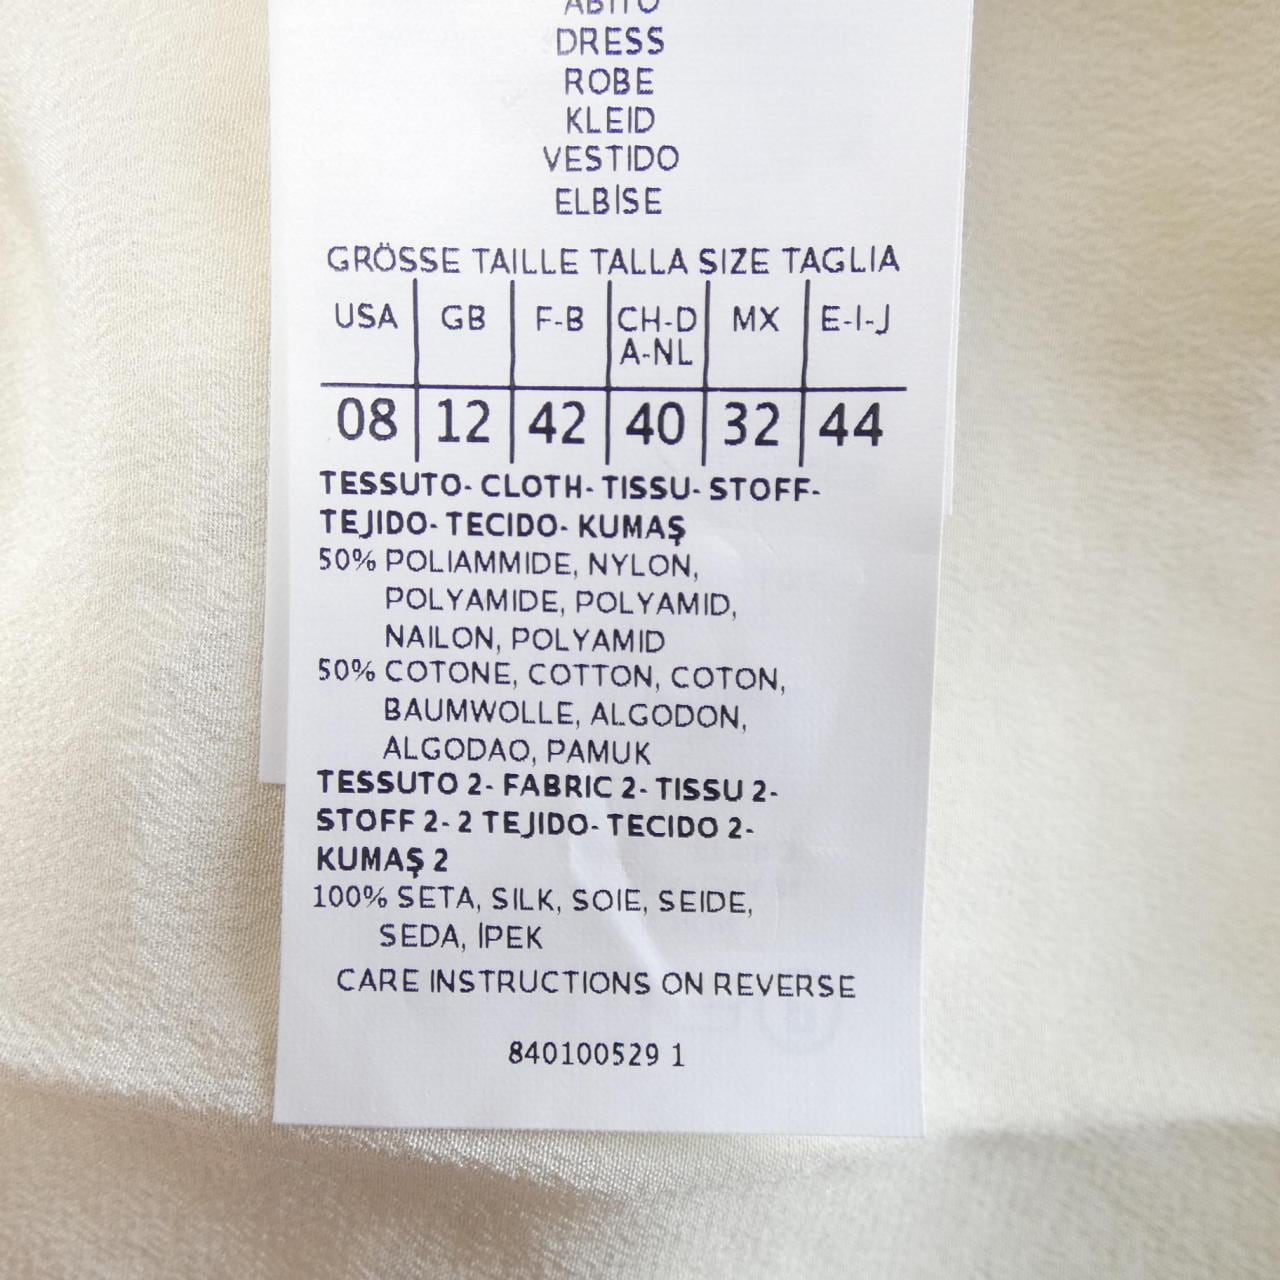 ABITO
DRESS
ROBE
KLEID
VESTIDO
ELBİSE
GRÖSSE TAILLE TALLA SIZE TAGLIA
USA GB F-B CH-D A-NL MX E-I-J
08 12 42 40 32 44
TESSUTO- CLOTH- TISSU- STOFF-
TEJIDO- TECIDO- KUMAŞ
50% POLIAMMIDE, NYLON,
POLYAMIDE, POLYAMID,
NAILON, POLYAMID
50% COTONE, COTTON, COTON,
BAUMWOLLE, ALGODON,
ALGODAO, PAMUK
TESSUTO 2- FABRIC 2- TISSU 2-
STOFF 2- 2 TEJIDO- TECIDO 2-
KUMAŞ 2
100% SETA, SILK, SOIE, SEIDE,
SEDA, İPEK
CARE INSTRUCTIONS ON REVERSE
840100529 1